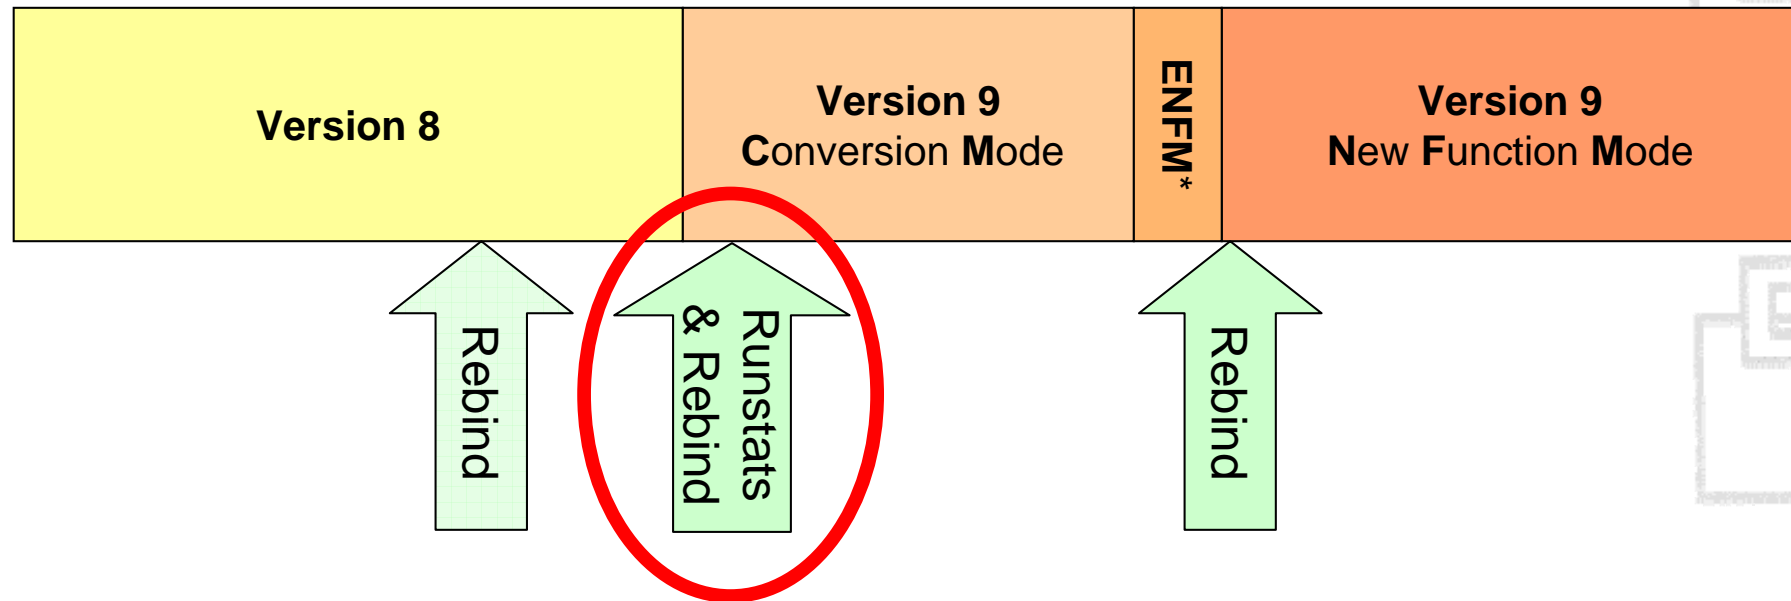 Version 8
Version 9
Conversion Mode
ENFM*
Version 9
New Function Mode
Rebind
Runstats
& Rebind
Rebind